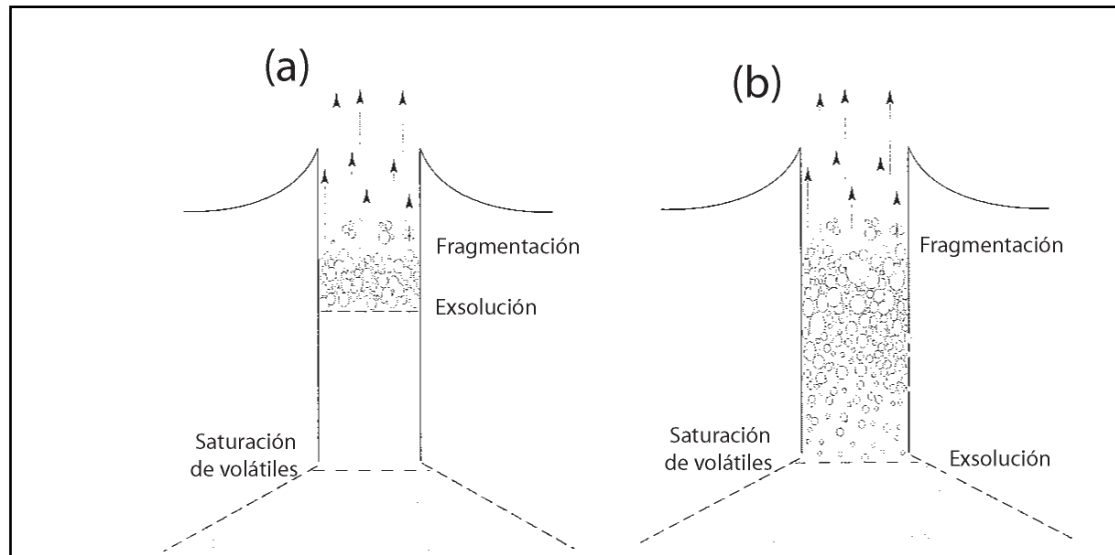 (a)
Fragmentación
Exsolución
Saturación
de volátiles
(b)
Fragmentación
Saturación
de volátiles
Exsolución